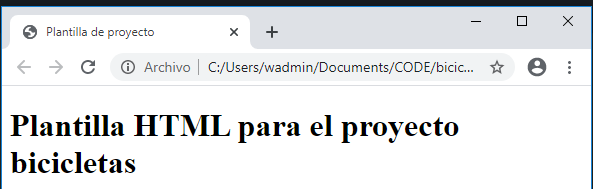 Plantilla de proyecto
Archivo C:/Users/wadmin/Documents/CODE/bicic...
Plantilla HTML para el proyecto
bicicletas